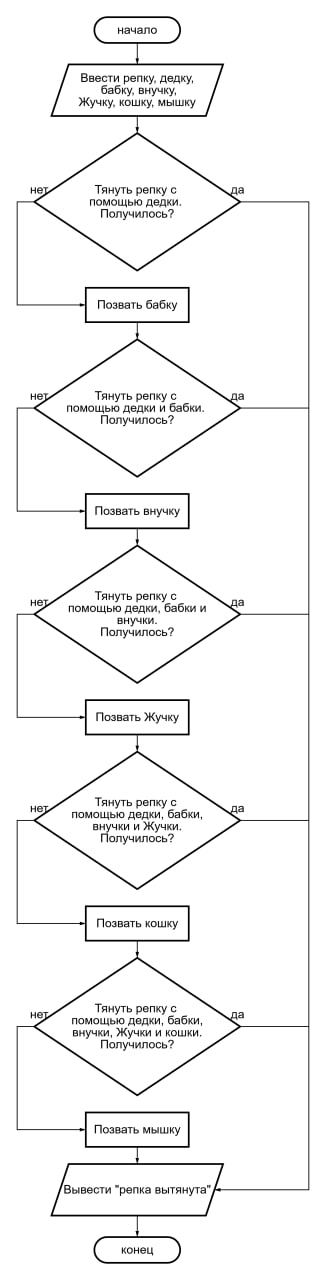 начало
Ввести репку, дедку,
бабку, внучку,
Жучку, кошку, мышку
нет
Тянуть репку с
помощью дедки.
Получилось?
да
Позвать бабку
нет
Тянуть репку с
помощью дедки и бабки.
Получилось?
да
Позвать внучку
нет
Тянуть репку с
помощью дедки, бабки и
внучки.
Получилось?
да
Позвать Жучку
нет
Тянуть репку с
помощью дедки, бабки,
внучки и Жучки.
Получилось?
да
Позвать кошку
нет
Тянуть репку с
помощью дедки, бабки,
внучки, Жучки и кошки.
Получилось?
да
Позвать мышку
Вывести "репка вытянута"
конец